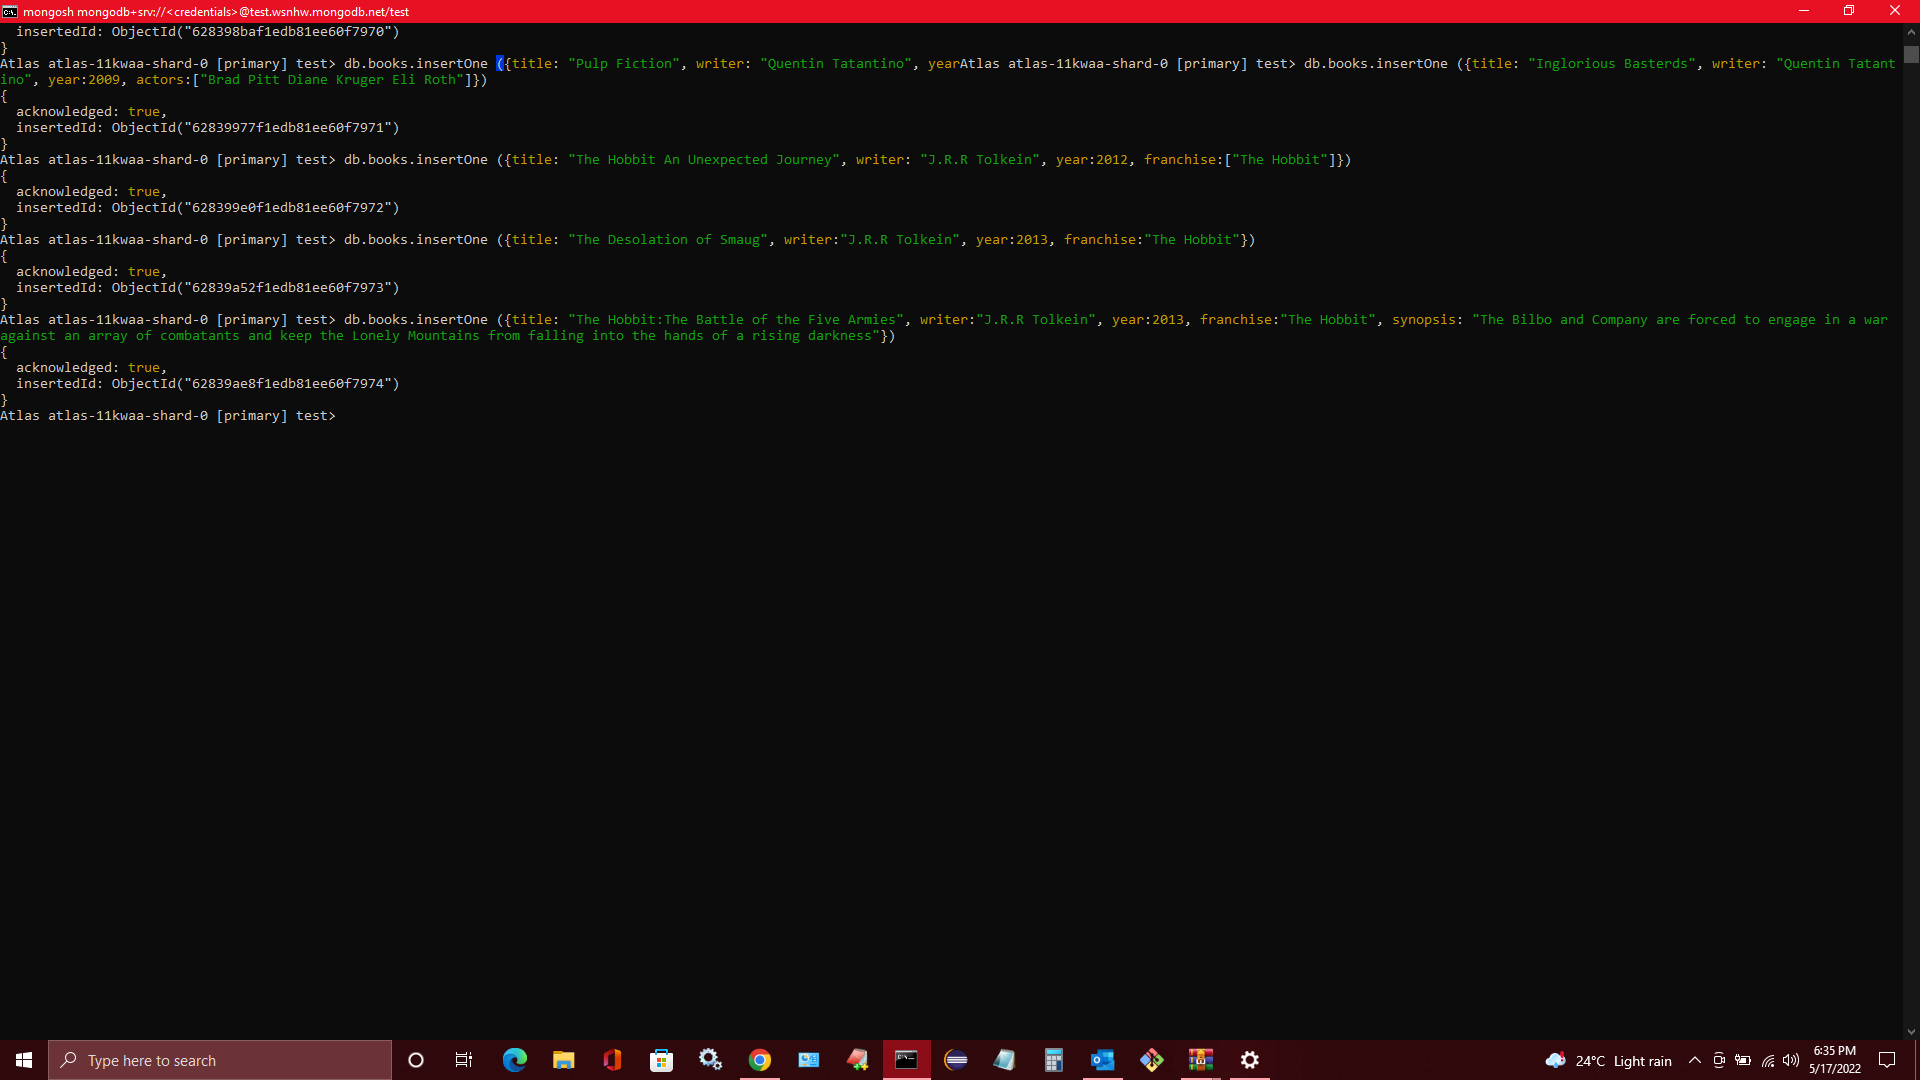 mongosh mongodb+srv://<credentials>@test.wsnhw.mongodb.net/test
  insertedId: ObjectId("628398baf1edb81ee60f7970")
}
Atlas atlas-11kwaa-shard-0 [primary] test> db.books.insertOne ({title: "Pulp Fiction", writer: "Quentin Tatantino", yearAtlas atlas-11kwaa-shard-0 [primary] test> db.books.insertOne ({title: "Inglorious Basterds", writer: "Quentin Tatant
ino", year:2009, actors:["Brad Pitt Diane Kruger Eli Roth"]})
{
  acknowledged: true,
  insertedId: ObjectId("62839977f1edb81ee60f7971")
}
Atlas atlas-11kwaa-shard-0 [primary] test> db.books.insertOne ({title: "The Hobbit An Unexpected Journey", writer: "J.R.R Tolkein", year:2012, franchise:["The Hobbit"]})
{
  acknowledged: true,
  insertedId: ObjectId("628399e0f1edb81ee60f7972")
}
Atlas atlas-11kwaa-shard-0 [primary] test> db.books.insertOne ({title: "The Desolation of Smaug", writer:"J.R.R Tolkein", year:2013, franchise:"The Hobbit"})
{
  acknowledged: true,
  insertedId: ObjectId("62839a52f1edb81ee60f7973")
}
Atlas atlas-11kwaa-shard-0 [primary] test> db.books.insertOne ({title: "The Hobbit:The Battle of the Five Armies", writer:"J.R.R Tolkein", year:2013, franchise:"The Hobbit", synopsis: "The Bilbo and Company are forced to engage in a war
against an array of combatants and keep the Lonely Mountains from falling into the hands of a rising darkness"})
{
  acknowledged: true,
  insertedId: ObjectId("62839ae8f1edb81ee60f7974")
}
Atlas atlas-11kwaa-shard-0 [primary] test>
Type here to search
24°C Light rain
6:35 PM
5/17/2022